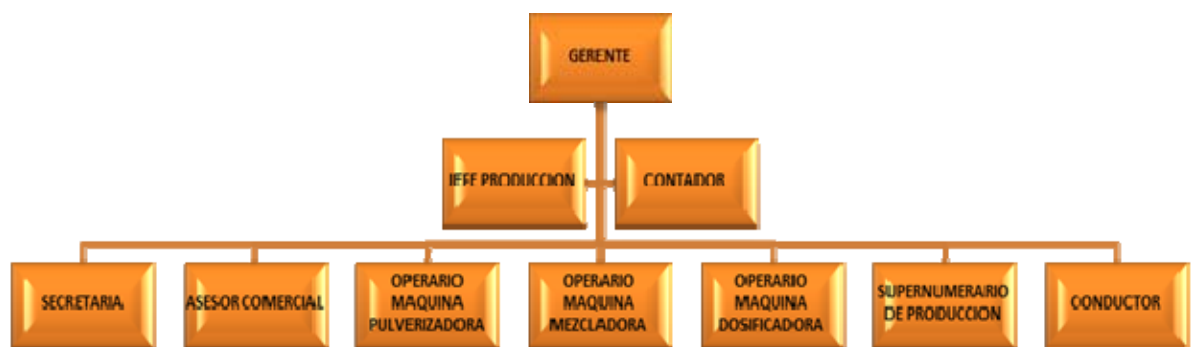 GERENTE
JEFE PRODUCCION
CONTADOR
SECRETARIA
ASESOR COMERCIAL
OPERARIO
MAQUINA
PULVERIZADORA
OPERARIO
MAQUINA
MEZCLADORA
OPERARIO
MAQUINA
DOSIFICADORA
SUPERNUMERARIO
DE PRODUCCION
CONDUCTOR